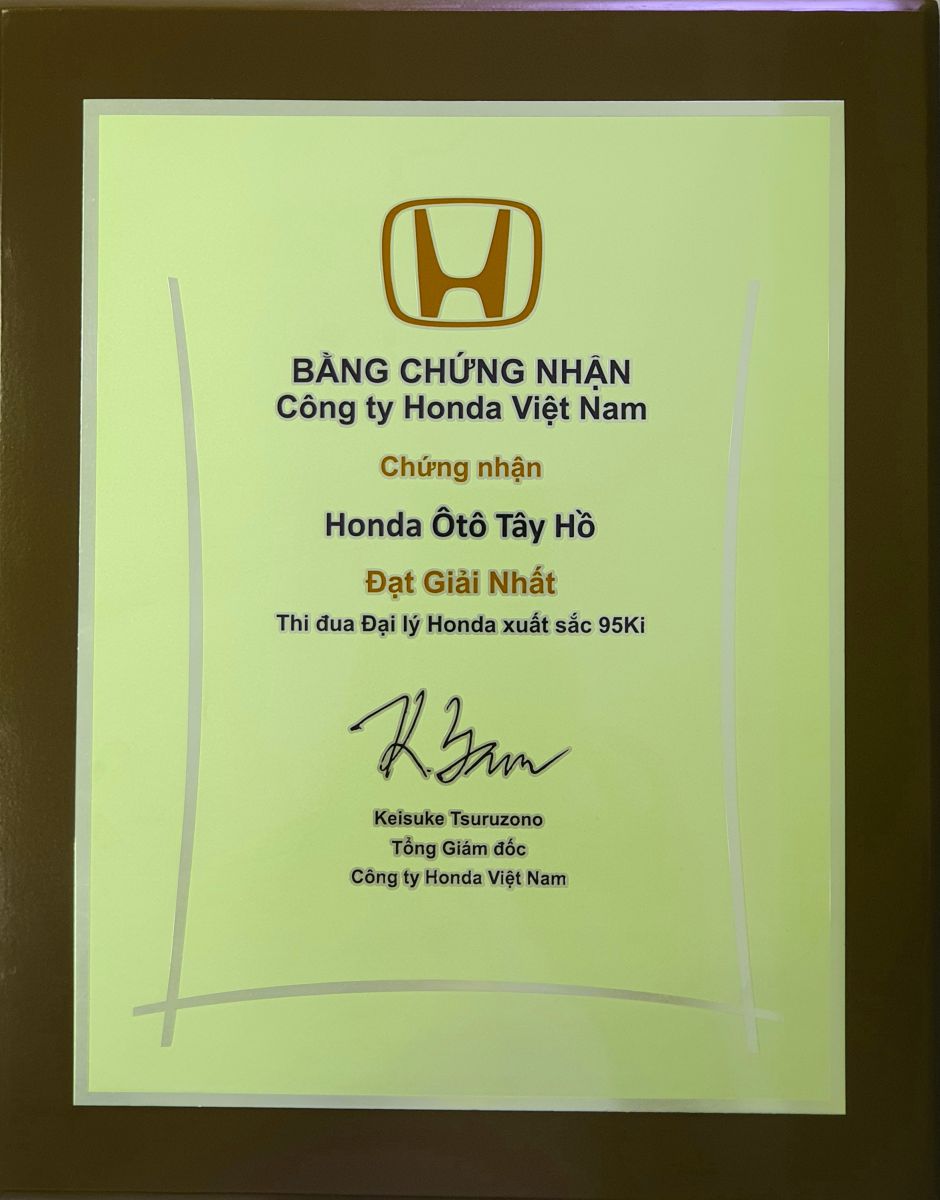 BẰNG CHỨNG NHẬN
Công ty Honda Việt Nam
Chứng nhận
Honda Ôtô Tây Hồ
Đạt Giải Nhất
Thi đua Đại lý Honda xuất sắc 95Ki
Keisuke Tsuruzono
Tổng Giám đốc
Công ty Honda Việt Nam